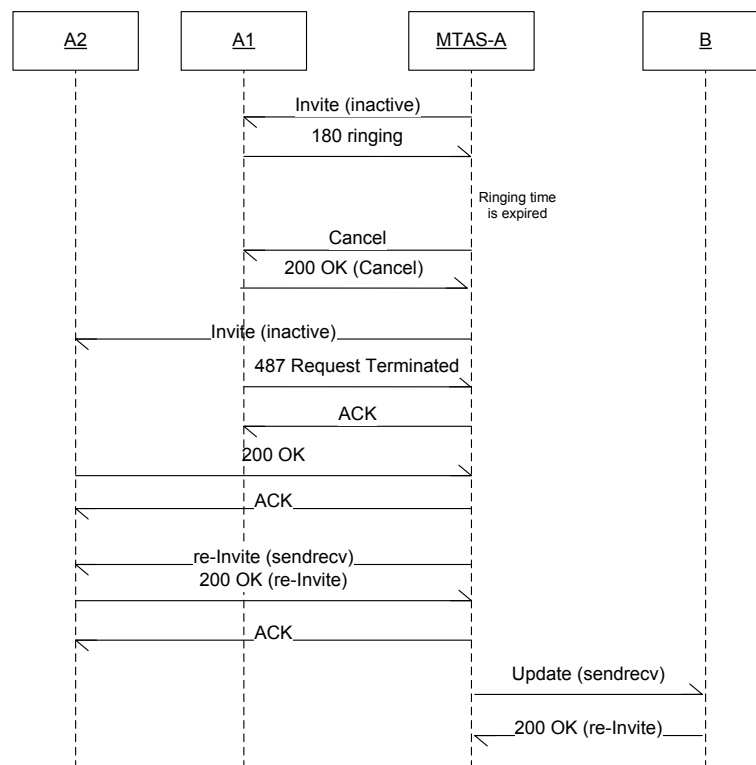 A2 A1 MTAS-A B
Invite (inactive)
180 ringing
Ringing time
is expired
Cancel
200 OK (Cancel)
Invite (inactive)
487 Request Terminated
ACK
200 OK
ACK
re-Invite (sendrecv)
200 OK (re-Invite)
ACK
Update (sendrecv)
200 OK (re-Invite)